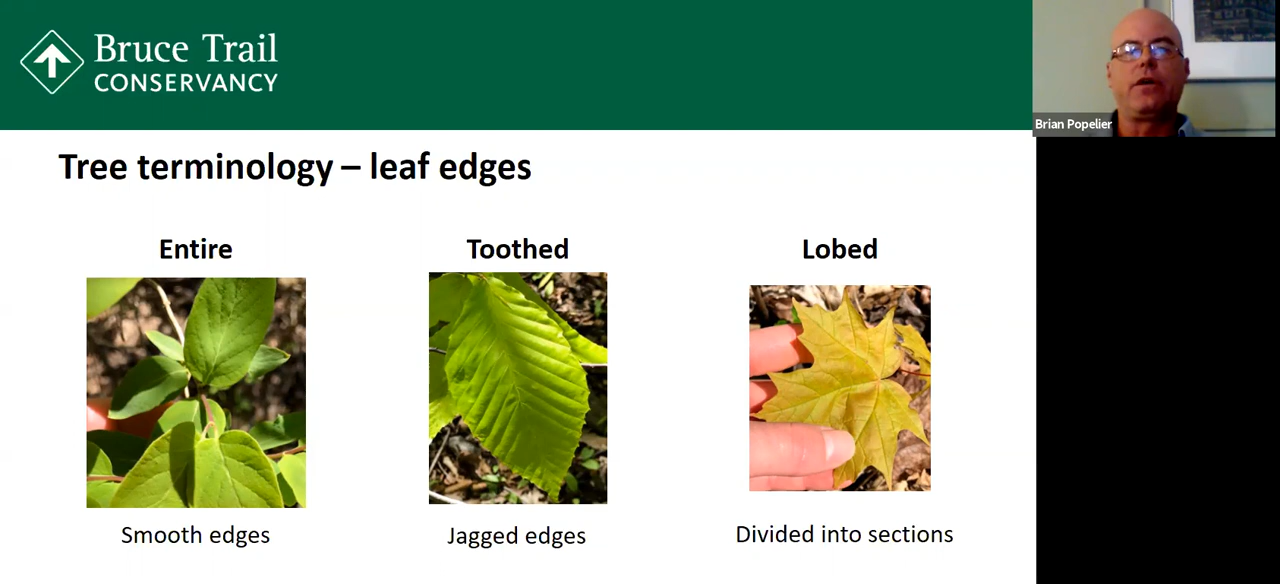 Bruce Trail
CONSERVANCY
Brian Popelier
Tree terminology – leaf edges
Entire
Toothed
Lobed
Smooth edges
Jagged edges
Divided into sections